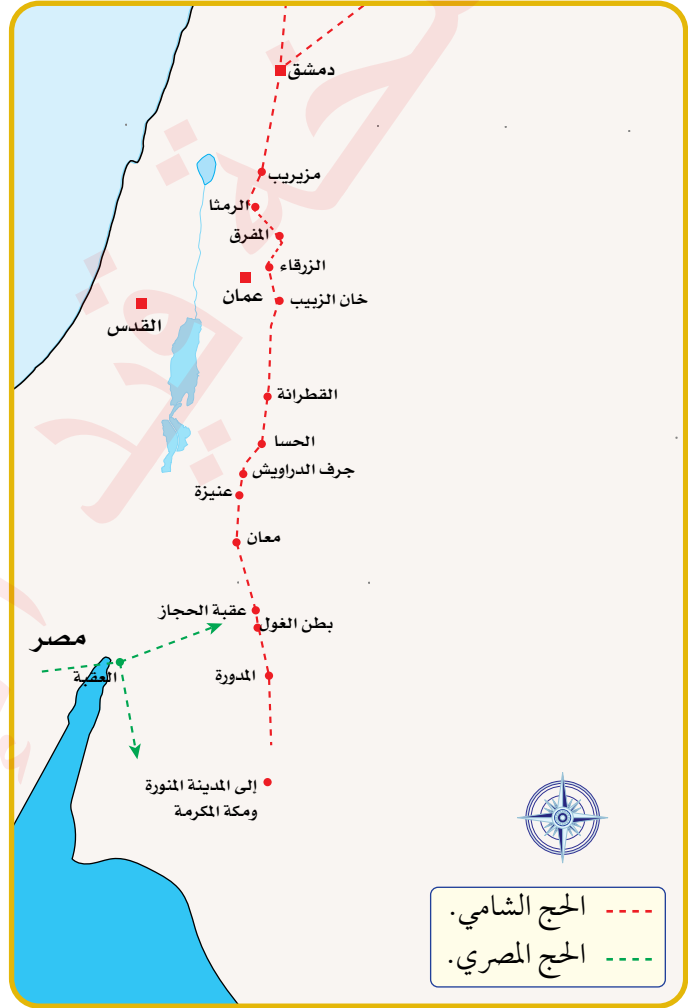 دمشق
مزيريب
الرمثا
المفرق
الزرقاء
عمان
خان الزبيب
القدس
القطرانة
الحسا
جرف الدراويش
عنيزة
معان
عقبة الحجاز
بطن الغول
مصر
العقبة
المدورة
إلى المدينة المنورة
ومكة المكرمة
الحج الشامي.
الحج المصري.